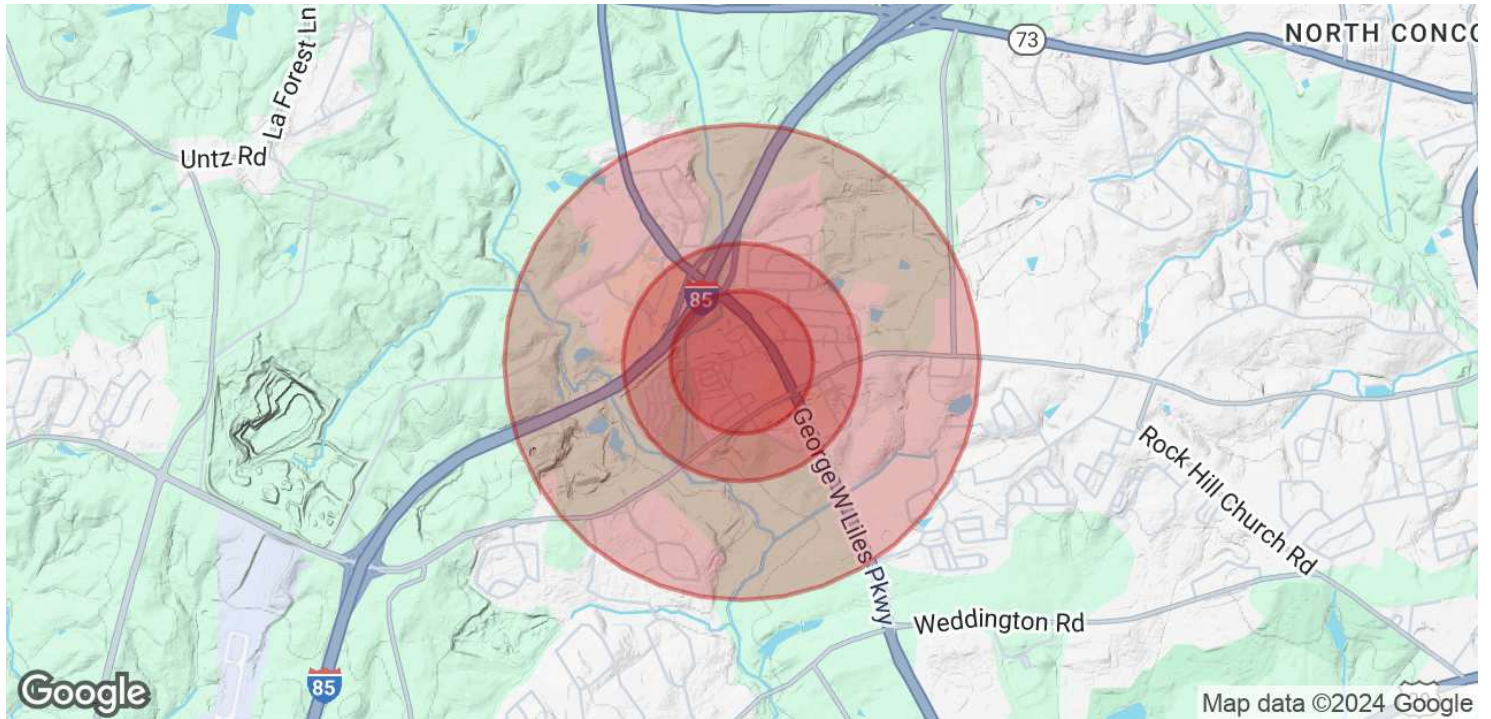 La Forest Ln
73
NORTH CONCO
Untz Rd
85
George W Liles Pkwy
Rock Hill Church Rd
Weddington Rd
85
Google
Map data ©2024 Google